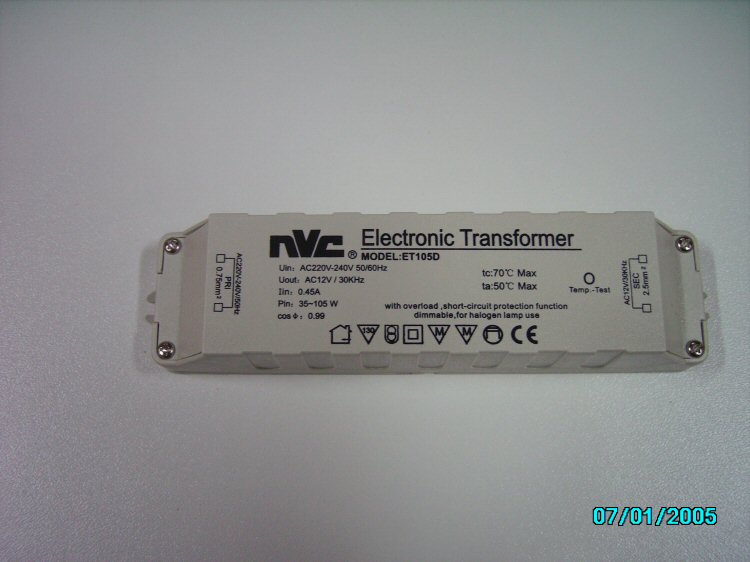 nvc ® Electronic Transformer
MODEL:ET105D
Uin: AC220V-240V 50/60Hz
Uout: AC12V / 30KHz
Iin: 0.45A
Pin: 35~105 W
cos Φ: 0.99
tc:70℃ Max
ta:50℃ Max
with overload ,short-circuit protection function
dimmable,for halogen lamp use
Temp.-Test
130
M
M
CE
AC220V-240V/50Hz
PRI
0.75mm²
AC12V/30KHz
SEC
2.5mm²
07/01/2005